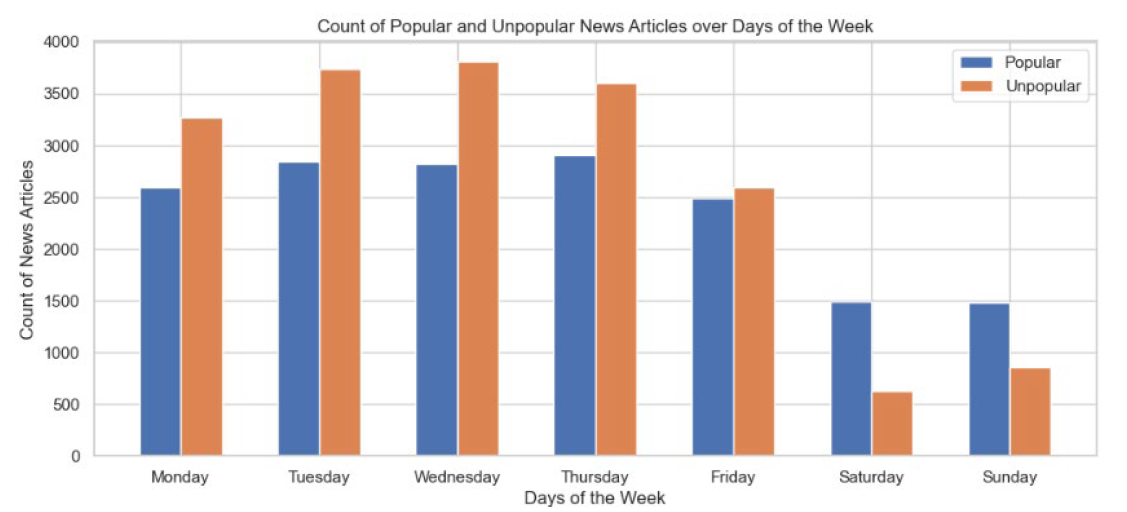 Count of Popular and Unpopular News Articles over Days of the Week
Popular
Unpopular
Count of News Articles
4000
3500
3000
2500
2000
1500
1000
500
0
Monday Tuesday Wednesday Thursday Friday Saturday Sunday
Days of the Week